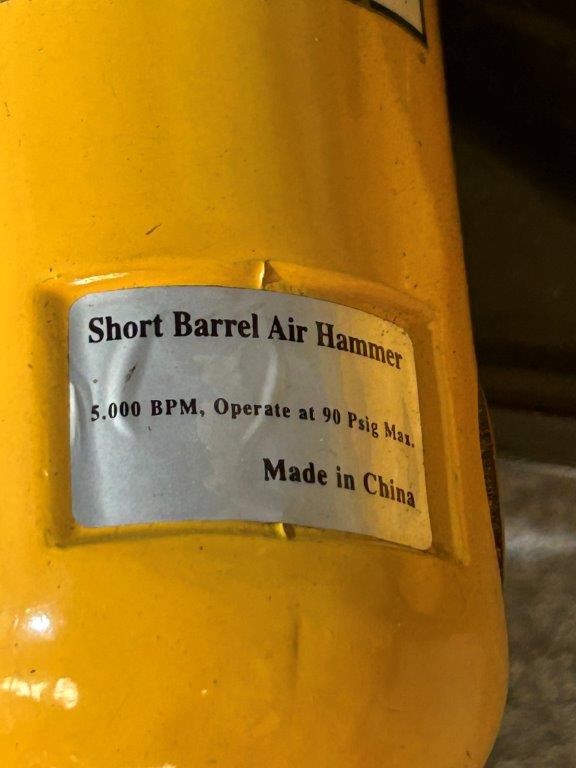 Short Barrel Air Hammer
5.000 BPM, Operate at 90 Psig Max.
Made in China